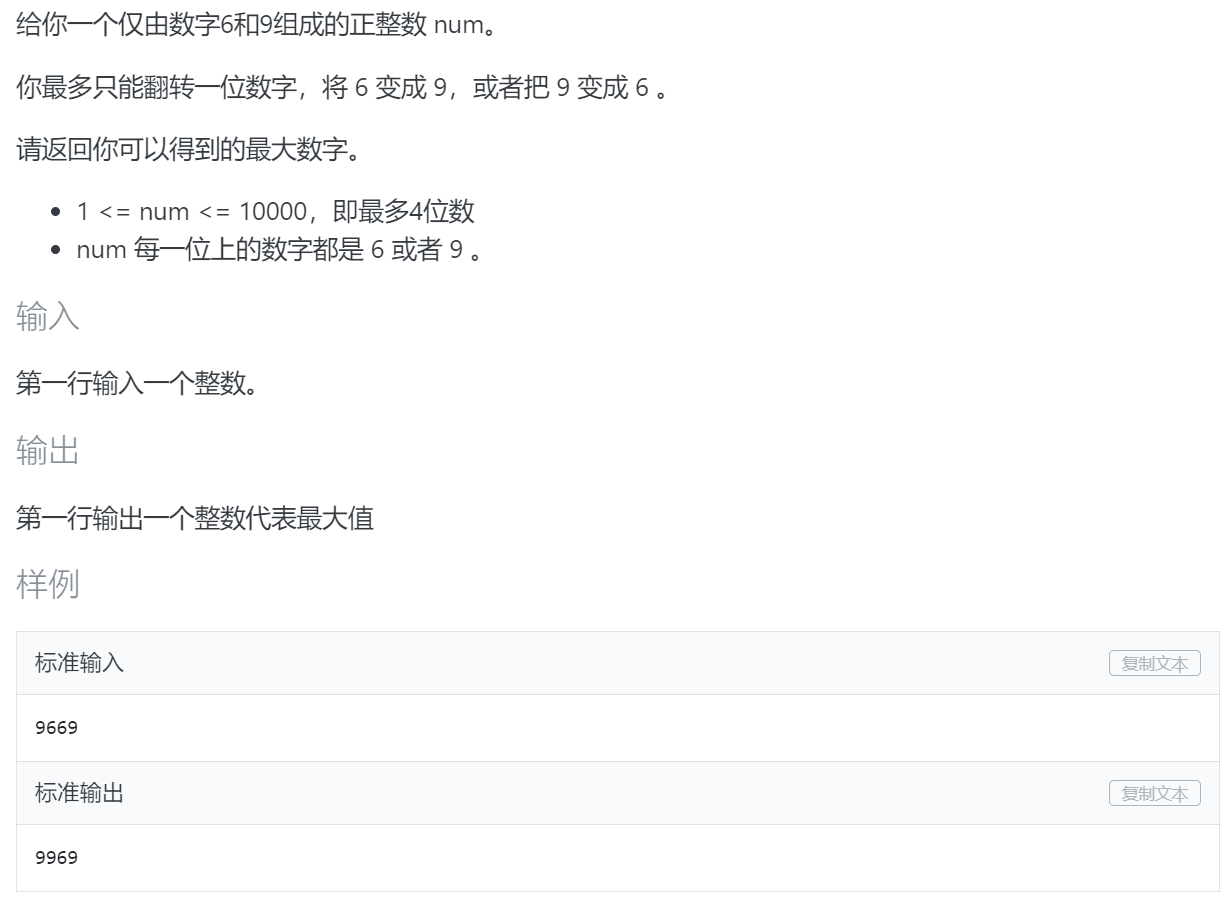 给你一个仅由数字6和9组成的正整数 num。
你最多只能翻转一位数字，将 6 变成 9，或者把 9 变成 6 。
请返回你可以得到的最大数字。
• 1 <= num <= 10000，即最多4位数
• num 每一位上的数字都是 6 或者 9 。
输入
第一行输入一个整数。
输出
第一行输出一个整数代表最大值
样例
标准输入 复制文本
9669
标准输出 复制文本
9969